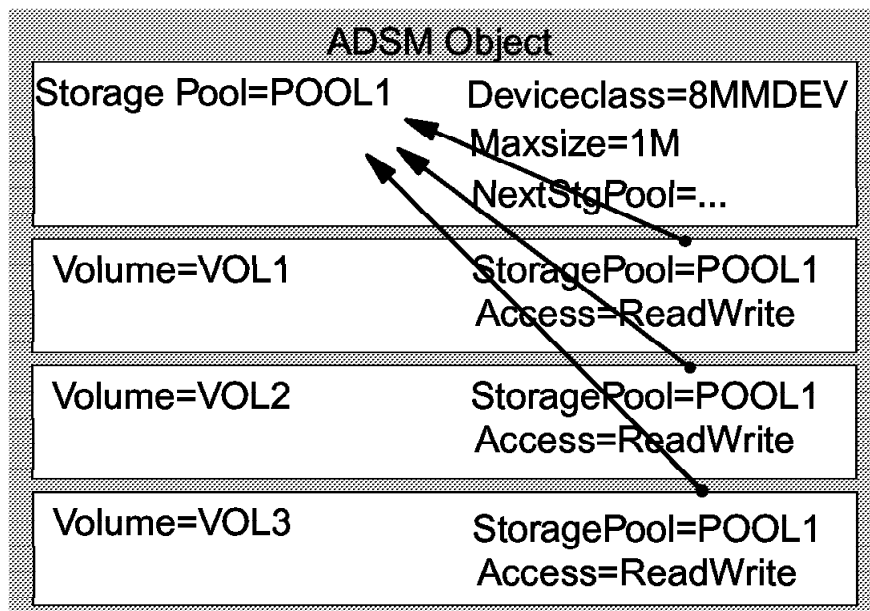 ADSM Object
Storage Pool=POOL1 Deviceclass=8MMDEV
Maxsize=1M
NextStgPool=...
Volume=VOL1 StoragePool=POOL1
Access=ReadWrite
Volume=VOL2 StoragePool=POOL1
Access=ReadWrite
Volume=VOL3 StoragePool=POOL1
Access=ReadWrite